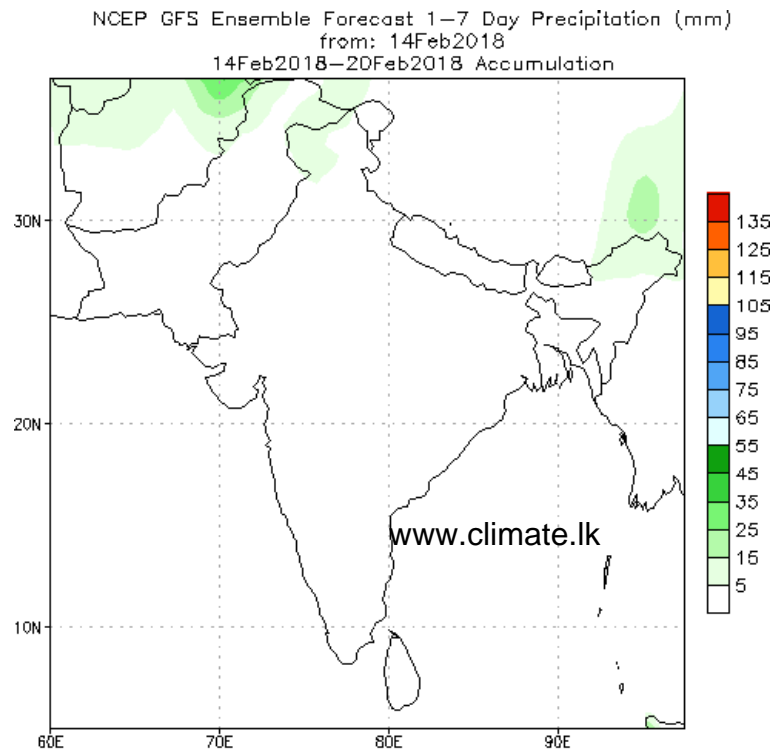 NCEP GFS Ensemble Forecast 1–7 Day Precipitation (mm)
from: 14Feb2018
14Feb2018–20Feb2018 Accumulation
30N
20N
10N
60E
70E
80E
90E
www.climate.lk
135
125
115
105
95
85
75
65
55
45
35
25
15
5